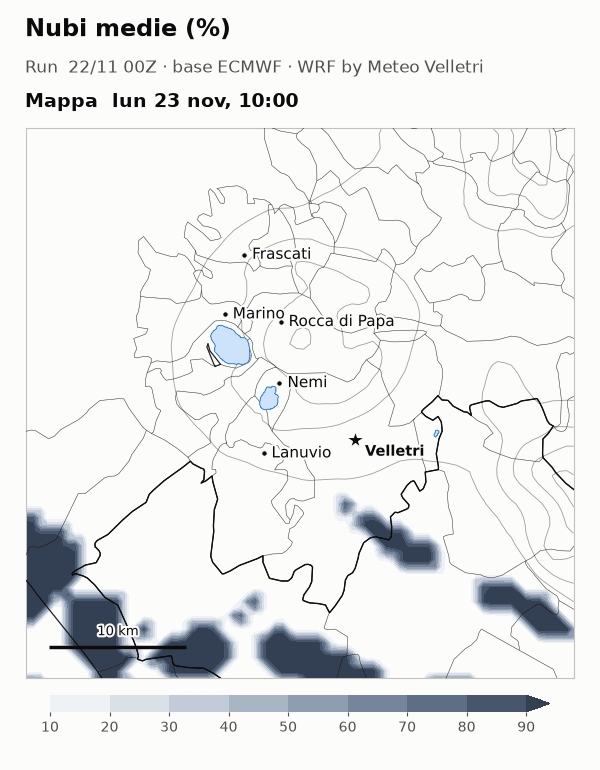 Nubi medie (%)
Run  22/11 00Z · base ECMWF · WRF by Meteo Velletri
Mappa  lun 23 nov, 10:00
Frascati
Marino
Rocca di Papa
Nemi
Velletri
Lanuvio
10 km
10 20 30 40 50 60 70 80 90